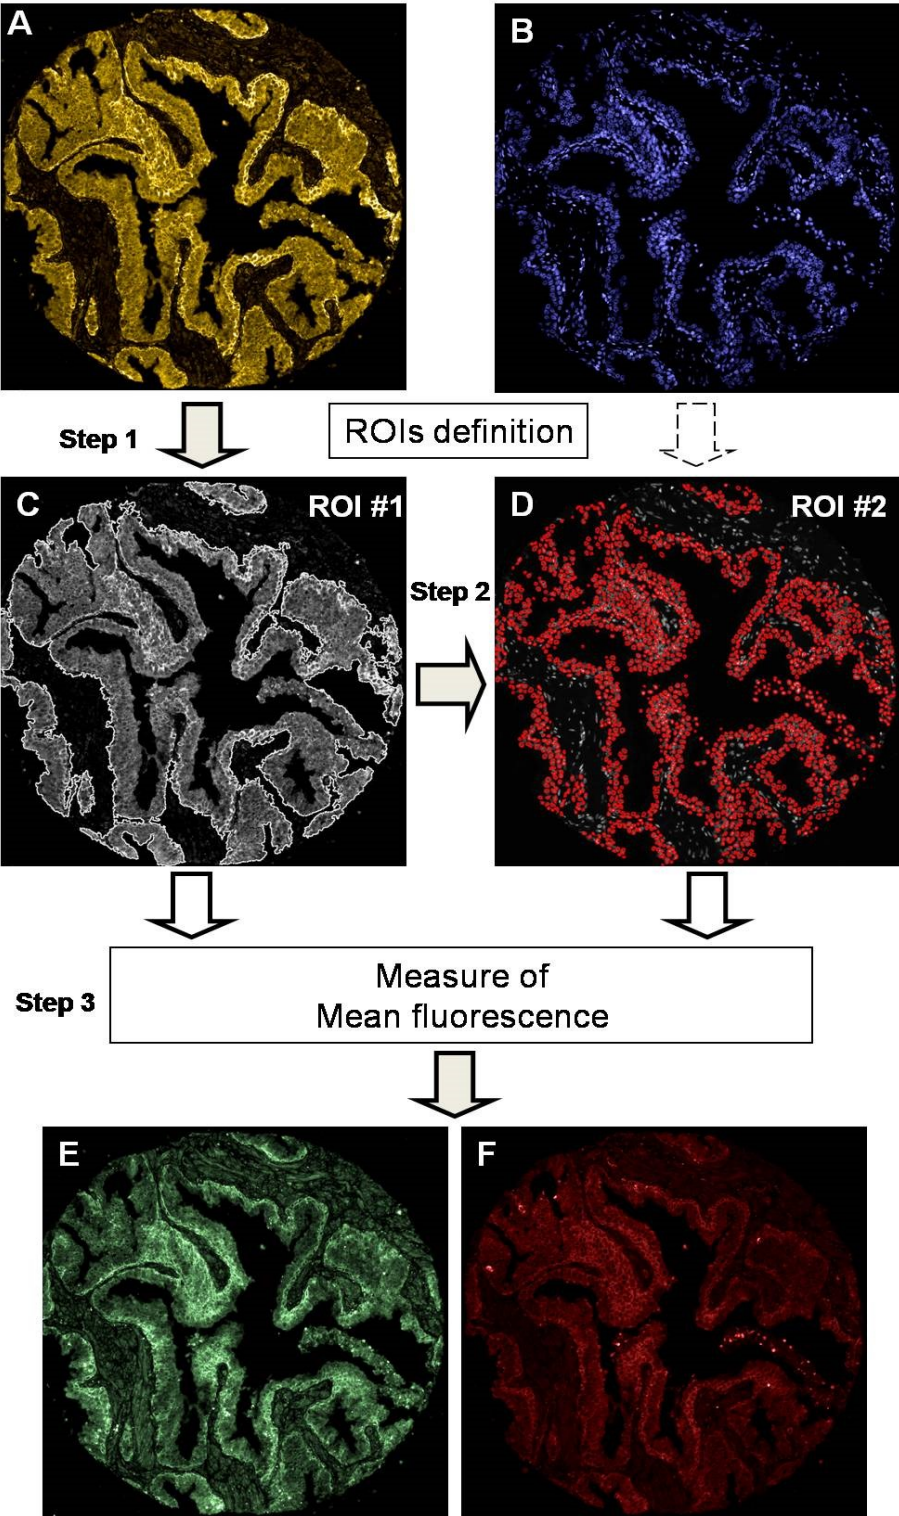 A
B
Step 1
ROIs definition
C
ROI #1
D
ROI #2
Step 2
Step 3
Measure of
Mean fluorescence
E
F